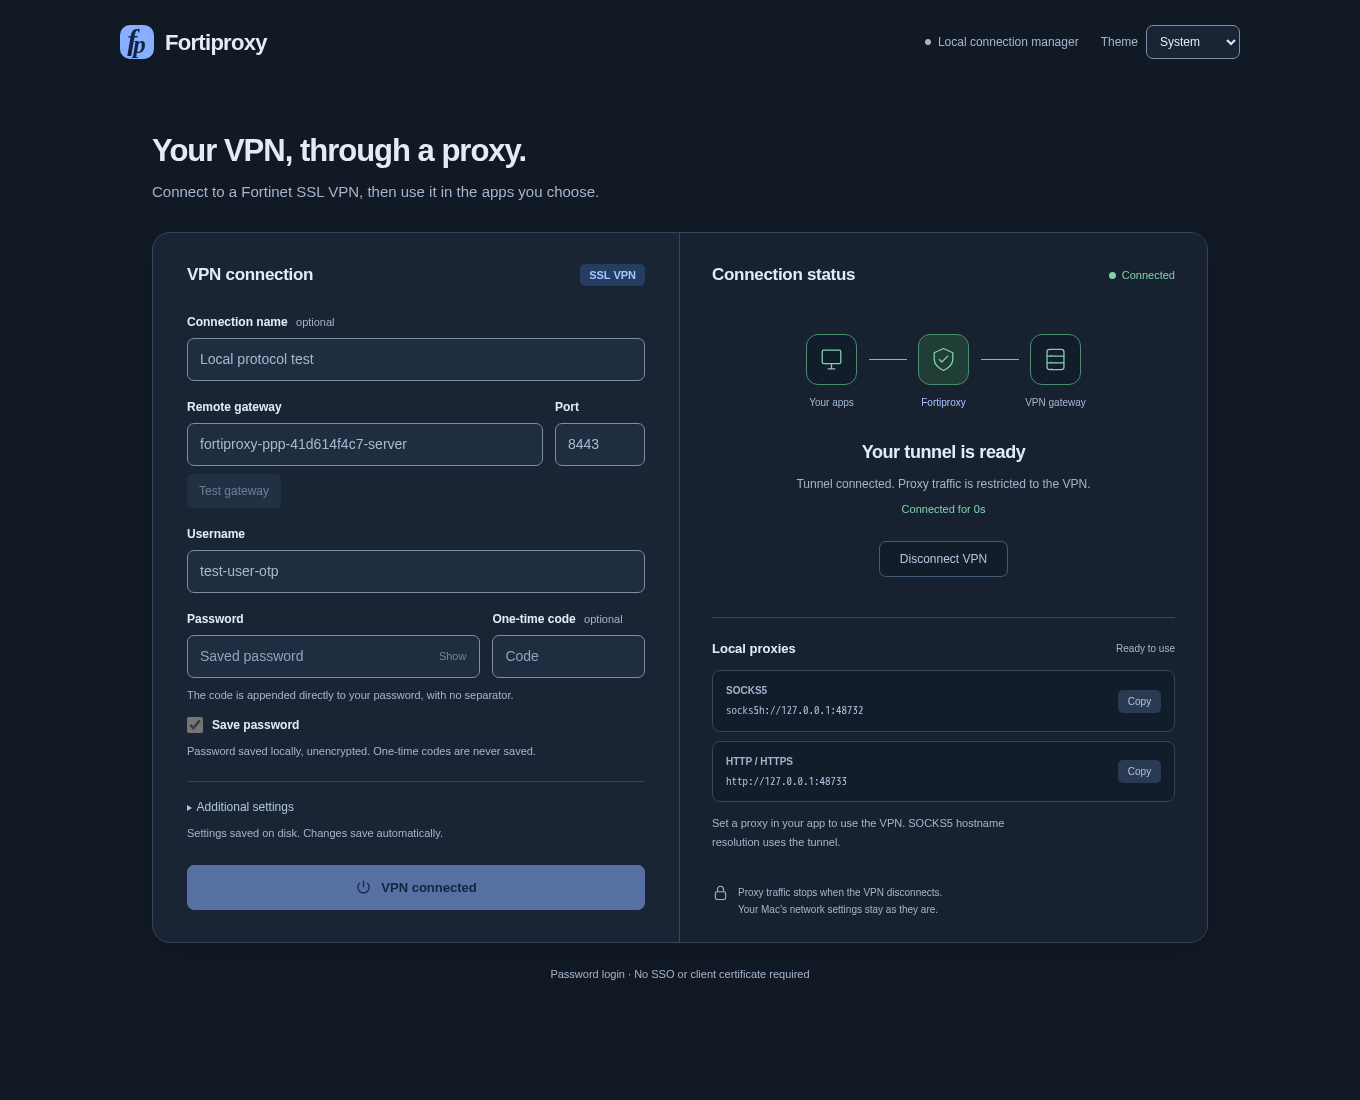 fp Fortiproxy
Local connection manager
Theme
System
Your VPN, through a proxy.
Connect to a Fortinet SSL VPN, then use it in the apps you choose.
VPN connection
SSL VPN
Connection name optional
Local protocol test
Remote gateway
Port
fortiproxy-ppp-41d614f4c7-server
8443
Test gateway
Username
test-user-otp
Password
One-time code optional
Saved password
Show
Code
The code is appended directly to your password, with no separator.
Save password
Password saved locally, unencrypted. One-time codes are never saved.
Additional settings
Settings saved on disk. Changes save automatically.
VPN connected
Connection status
Connected
Your apps
Fortiproxy
VPN gateway
Your tunnel is ready
Tunnel connected. Proxy traffic is restricted to the VPN.
Connected for 0s
Disconnect VPN
Local proxies
Ready to use
SOCKS5
socks5h://127.0.0.1:48732
Copy
HTTP / HTTPS
http://127.0.0.1:48733
Copy
Set a proxy in your app to use the VPN. SOCKS5 hostname
resolution uses the tunnel.
Proxy traffic stops when the VPN disconnects.
Your Mac’s network settings stay as they are.
Password login · No SSO or client certificate required